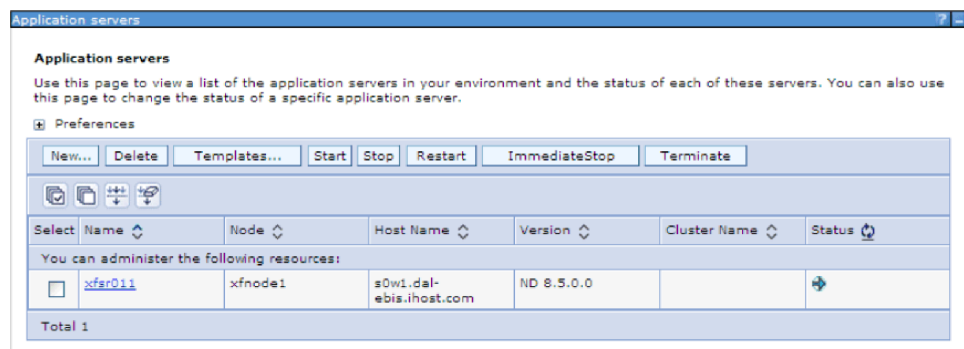 Application servers
?
Application servers
Use this page to view a list of the application servers in your environment and the status of each of these servers. You can also use
this page to change the status of a specific application server.
Preferences
New... Delete Templates... Start Stop Restart ImmediateStop Terminate
Select Name Node Host Name Version Cluster Name Status
You can administer the following resources:
xfsr011 xfnode1 s0w1.dal- ND 8.5.0.0
ebis.ihost.com
Total 1